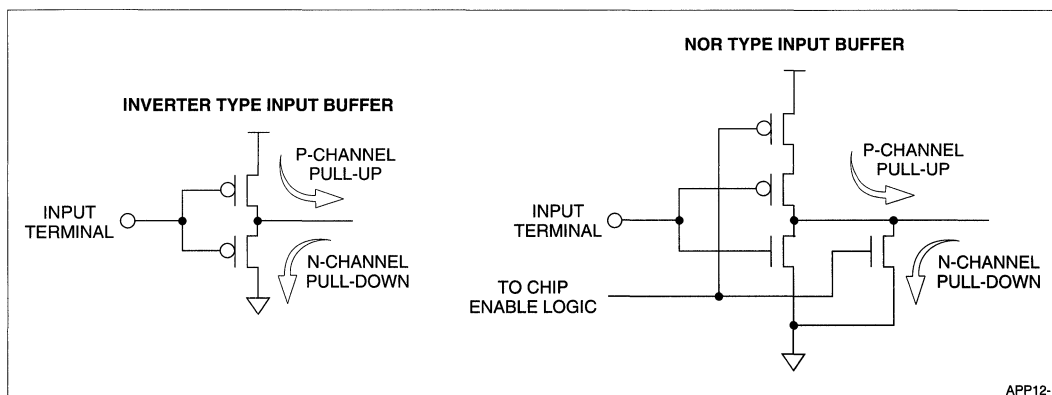 INVERTER TYPE INPUT BUFFER
P-CHANNEL
PULL-UP
INPUT
TERMINAL
N-CHANNEL
PULL-DOWN
NOR TYPE INPUT BUFFER
P-CHANNEL
PULL-UP
INPUT
TERMINAL
N-CHANNEL
PULL-DOWN
TO CHIP
ENABLE LOGIC
APP12-